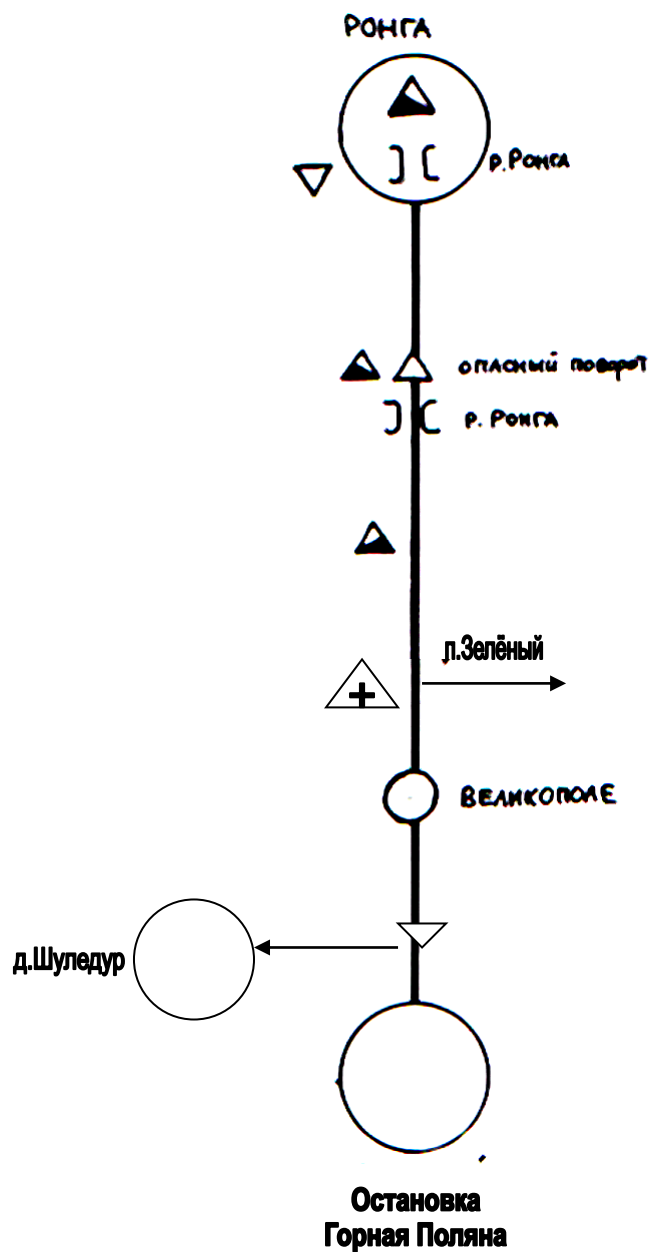 РОНГА
р. Ронга
опасный поворот
р. Ронга
п.Зелёный
ВЕЛИКОПОЛЕ
д.Шуледур
Остановка
Горная Поляна